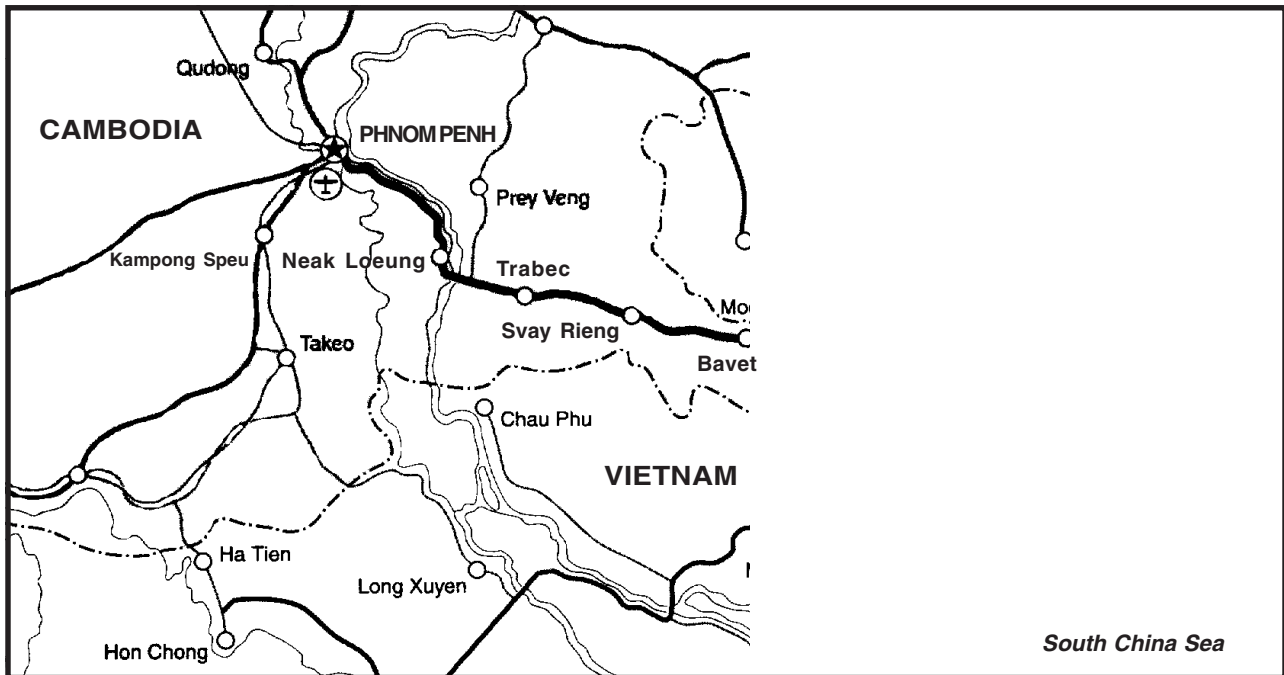 Qudong
CAMBODIA
PHNOM PENH
Prey Veng
Kampong Speu
Neak Loeung
Trabec
Svay Rieng
Takeo
Bavet
Chau Phu
VIETNAM
Ha Tien
Long Xuyen
Hon Chong
South China Sea